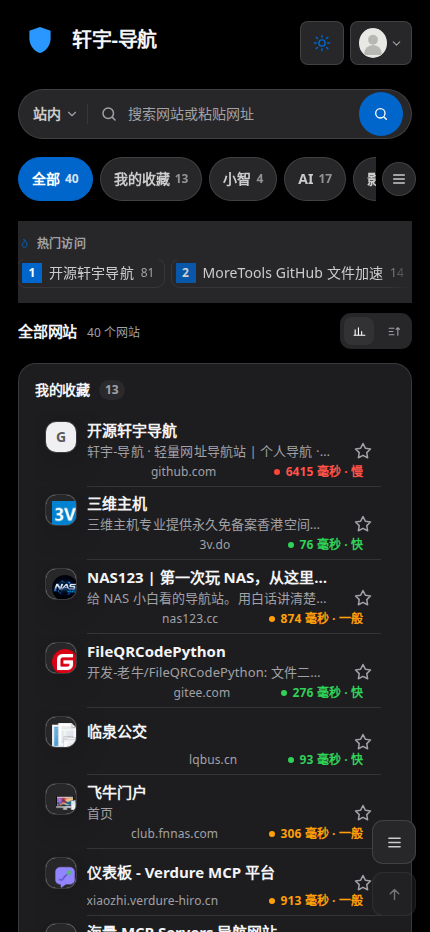 轩宇-导航
站内
搜索网站或粘贴网址
全部 40
我的收藏 13
小智 4
AI 17
热门访问
1 开源轩宇导航 81
2 MoreTools GitHub 文件加速 14
全部网站 40 个网站
我的收藏 13
G
开源轩宇导航
轩宇-导航 · 轻量网址导航站 | 个人导航 ·...
github.com
6415 毫秒 · 慢
3V
三维主机
三维主机专业提供永久免备案香港空间...
3v.do
76 毫秒 · 快
NAS
NAS123 | 第一次玩 NAS，从这里...
给 NAS 小白看的导航站。用白话讲清楚...
nas123.cc
874 毫秒 · 一般
G
FileQRCodePython
开发-老牛/FileQRCodePython: 文件二...
gitee.com
276 毫秒 · 快
临泉公交
lqbus.cn
93 毫秒 · 快
飞牛门户
首页
club.fnnas.com
306 毫秒 · 一般
仪表板 - Verdure MCP 平台
xiaozhi.verdure-hiro.cn
913 毫秒 · 一般
海量 MCP Servers 导航网站